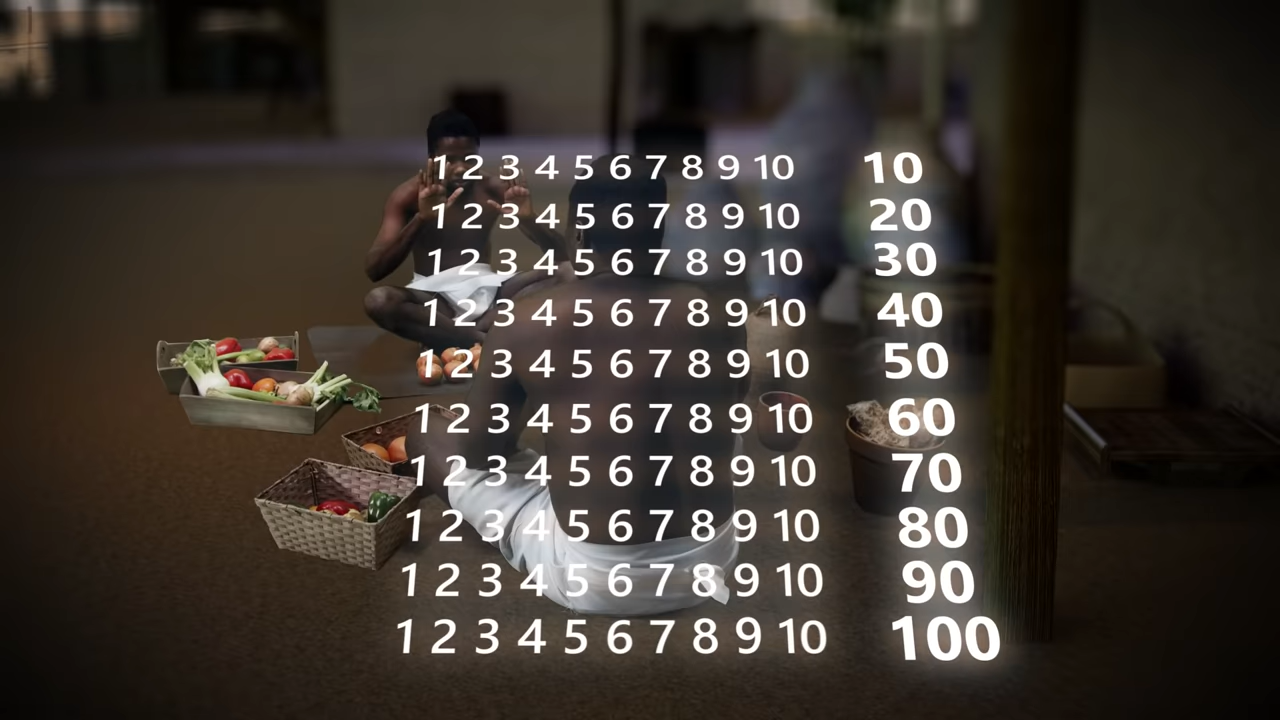 1 2 3 4 5 6 7 8 9 10 10
1 2 3 4 5 6 7 8 9 10 20
1 2 3 4 5 6 7 8 9 10 30
1 2 3 4 5 6 7 8 9 10 40
1 2 3 4 5 6 7 8 9 10 50
1 2 3 4 5 6 7 8 9 10 60
1 2 3 4 5 6 7 8 9 10 70
1 2 3 4 5 6 7 8 9 10 80
1 2 3 4 5 6 7 8 9 10 90
1 2 3 4 5 6 7 8 9 10 100